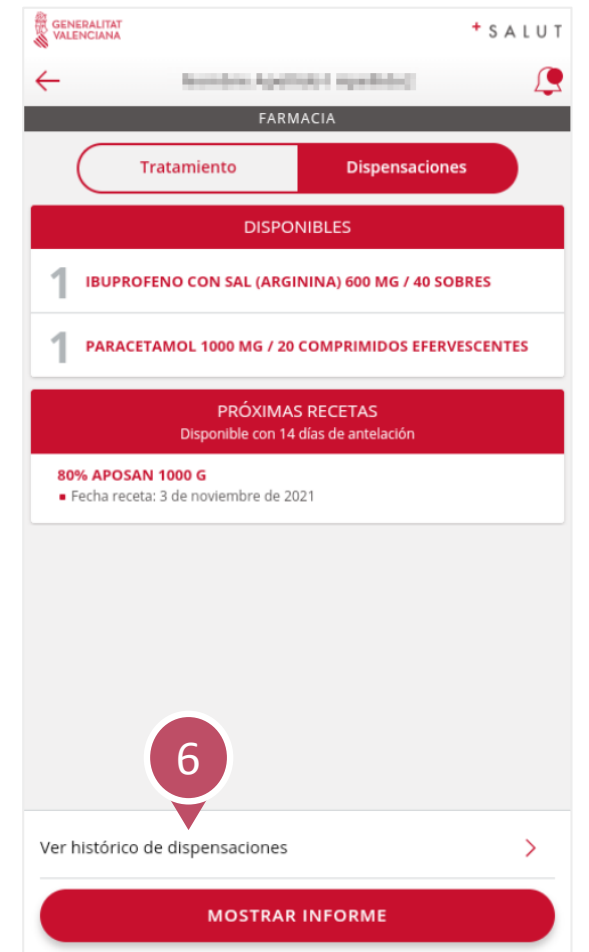 GENERALITAT
VALENCIANA
+ SALUT
FARMACIA
Tratamiento
Dispensaciones
DISPONIBLES
1 IBUPROFENO CON SAL (ARGININA) 600 MG / 40 SOBRES
1 PARACETAMOL 1000 MG / 20 COMPRIMIDOS EFERVESCENTES
PRÓXIMAS RECETAS
Disponible con 14 días de antelación
80% APOSAN 1000 G
▪ Fecha receta: 3 de noviembre de 2021
6
Ver histórico de dispensaciones
MOSTRAR INFORME